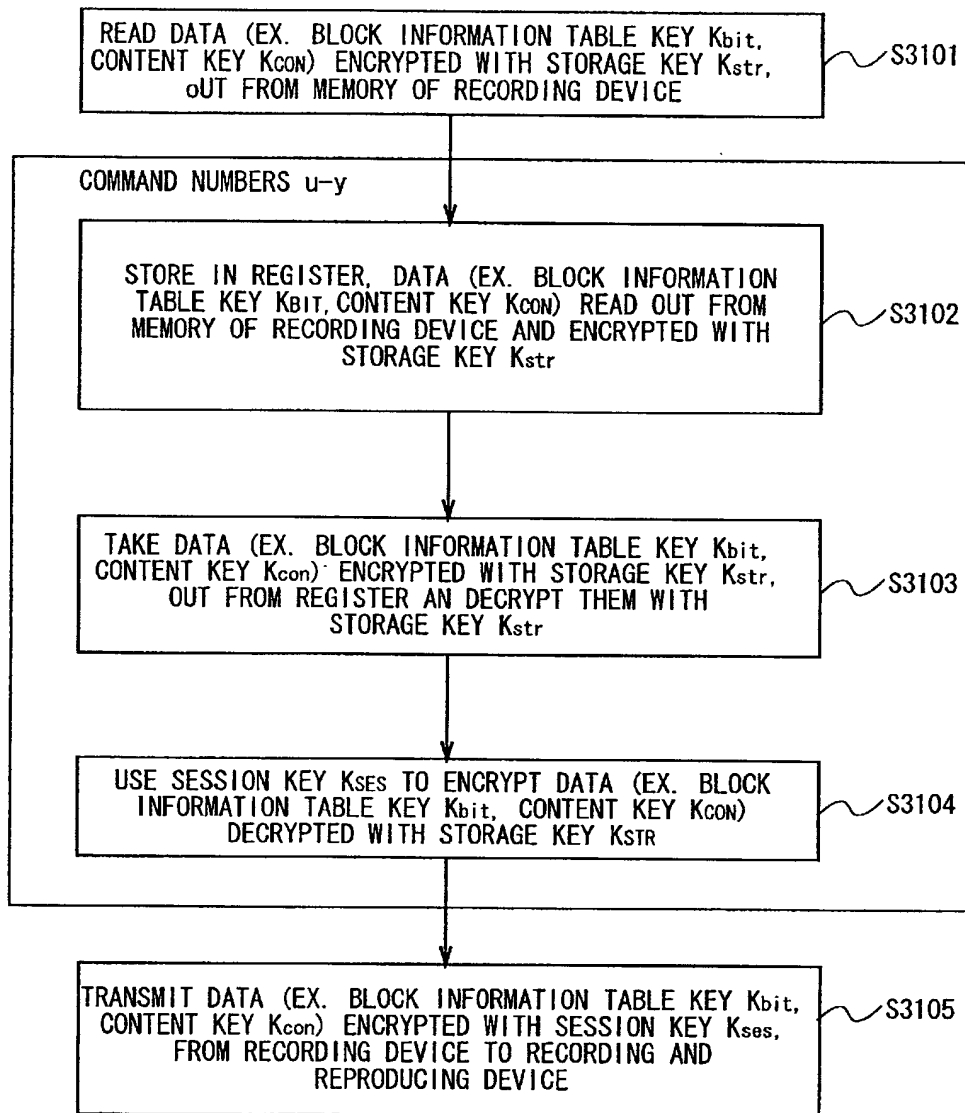 READ DATA (EX. BLOCK INFORMATION TABLE KEY Kbit,
CONTENT KEY KCON) ENCRYPTED WITH STORAGE KEY Kstr,
oUT FROM MEMORY OF RECORDING DEVICE
S3101
COMMAND NUMBERS u-y
STORE IN REGISTER, DATA (EX. BLOCK INFORMATION
TABLE KEY KBIT, CONTENT KEY KCON) READ OUT FROM
MEMORY OF RECORDING DEVICE AND ENCRYPTED WITH
STORAGE KEY Kstr
S3102
TAKE DATA (EX. BLOCK INFORMATION TABLE KEY Kbit,
CONTENT KEY Kcon) ENCRYPTED WITH STORAGE KEY Kstr,
OUT FROM REGISTER AN DECRYPT THEM WITH
STORAGE KEY Kstr
S3103
USE SESSION KEY KSES TO ENCRYPT DATA (EX. BLOCK
INFORMATION TABLE KEY Kbit, CONTENT KEY KCON)
DECRYPTED WITH STORAGE KEY KSTR
S3104
TRANSMIT DATA (EX. BLOCK INFORMATION TABLE KEY Kbit,
CONTENT KEY Kcon) ENCRYPTED WITH SESSION KEY Kses,
FROM RECORDING DEVICE TO RECORDING AND
REPRODUCING DEVICE
S3105